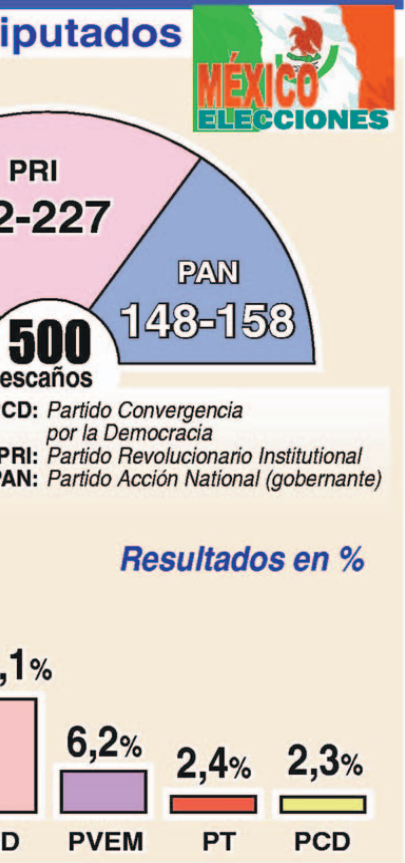 iputados
MÉXICO
ELECCIONES
PRI
2-227
PAN
148-158
500
escaños
CD: Partido Convergencia
por la Democracia
PRI: Partido Revolucionario Institutional
AN: Partido Acción National (gobernante)
Resultados en %
,1%
6,2%
2,4%
2,3%
D
PVEM
PT
PCD